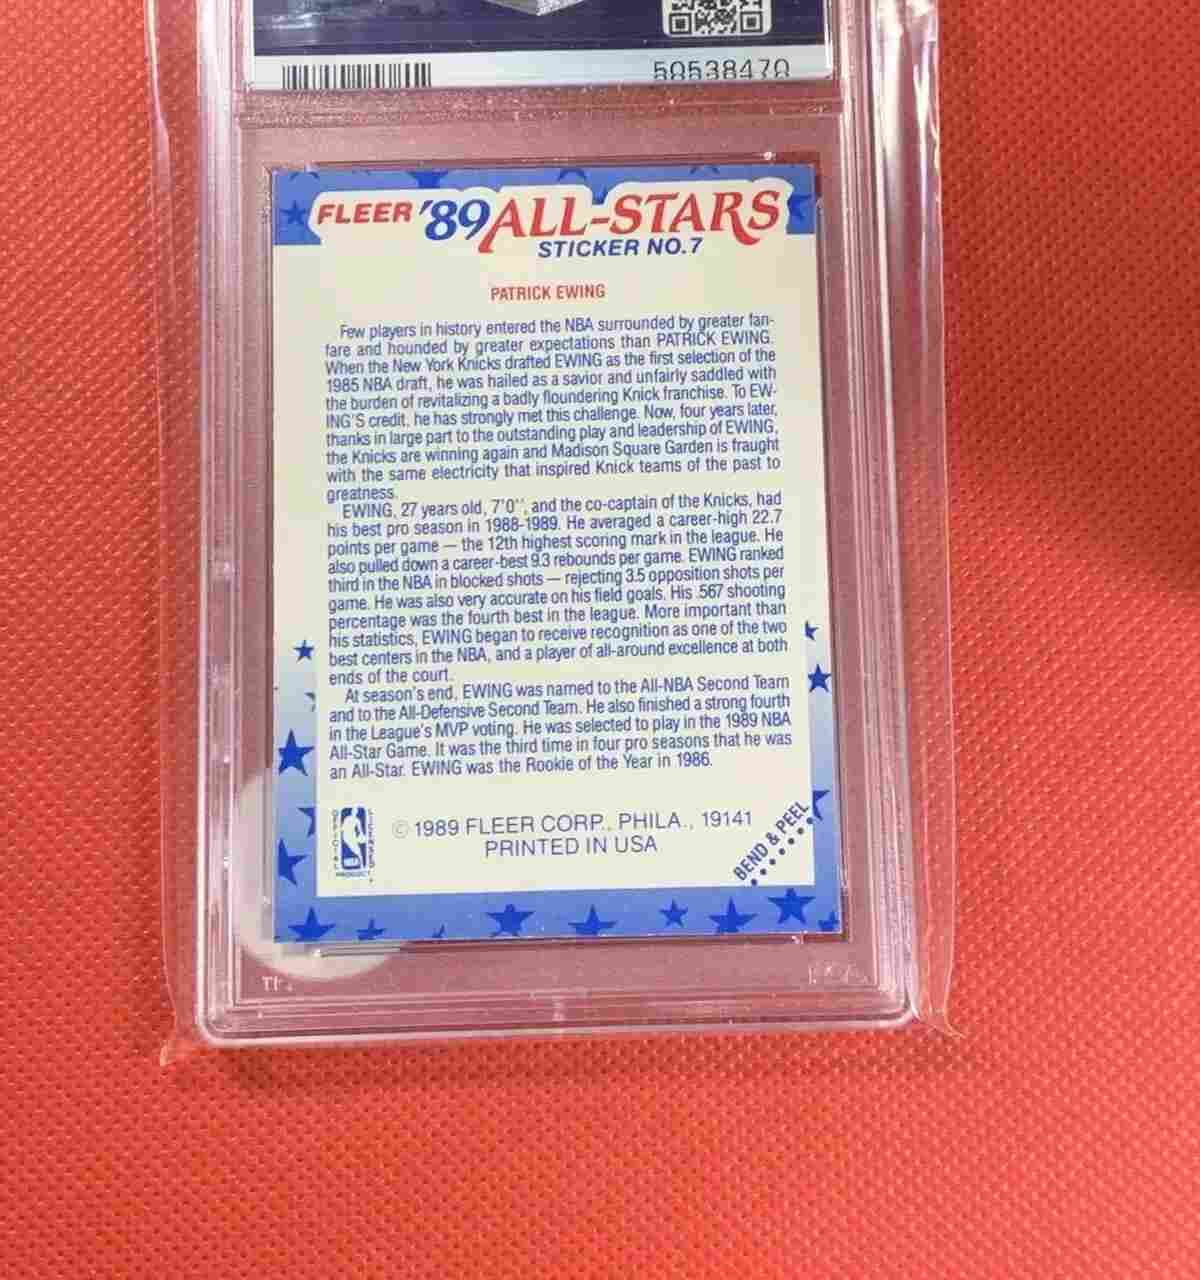 50538470
FLEER '89 ALL-STARS
STICKER NO.7
PATRICK EWING
Few players in history entered the NBA surrounded by greater fan-
fare and hounded by greater expectations than PATRICK EWING.
When the New York Knicks drafted EWING as the first selection of the
1985 NBA draft, he was hailed as a savior and unfairly saddled with
the burden of revitalizing a badly floundering Knick franchise. To EW-
ING'S credit, he has strongly met this challenge. Now, four years later,
thanks in large part to the outstanding play and leadership of EWING,
the Knicks are winning again and Madison Square Garden is fraught
with the same electricity that inspired Knick teams of the past to
greatness.
EWING, 27 years old, 7'0'', and the co-captain of the Knicks, had
his best pro season in 1988-1989. He averaged a career-high 22.7
points per game — the 12th highest scoring mark in the league. He
also pulled down a career-best 9.3 rebounds per game. EWING ranked
third in the NBA in blocked shots — rejecting 3.5 opposition shots per
game. He was also very accurate on his field goals. His .567 shooting
percentage was the fourth best in the league. More important than
his statistics, EWING began to receive recognition as one of the two
best centers in the NBA, and a player of all-around excellence at both
ends of the court.
At season's end, EWING was named to the All-NBA Second Team
and to the All-Defensive Second Team. He also finished a strong fourth
in the League's MVP voting. He was selected to play in the 1989 NBA
All-Star Game. It was the third time in four pro seasons that he was
an All-Star. EWING was the Rookie of the Year in 1986.
OFFICIAL
LICENSED
NBA
PRODUCT
© 1989 FLEER CORP., PHILA., 19141
PRINTED IN USA
BEND & PEEL